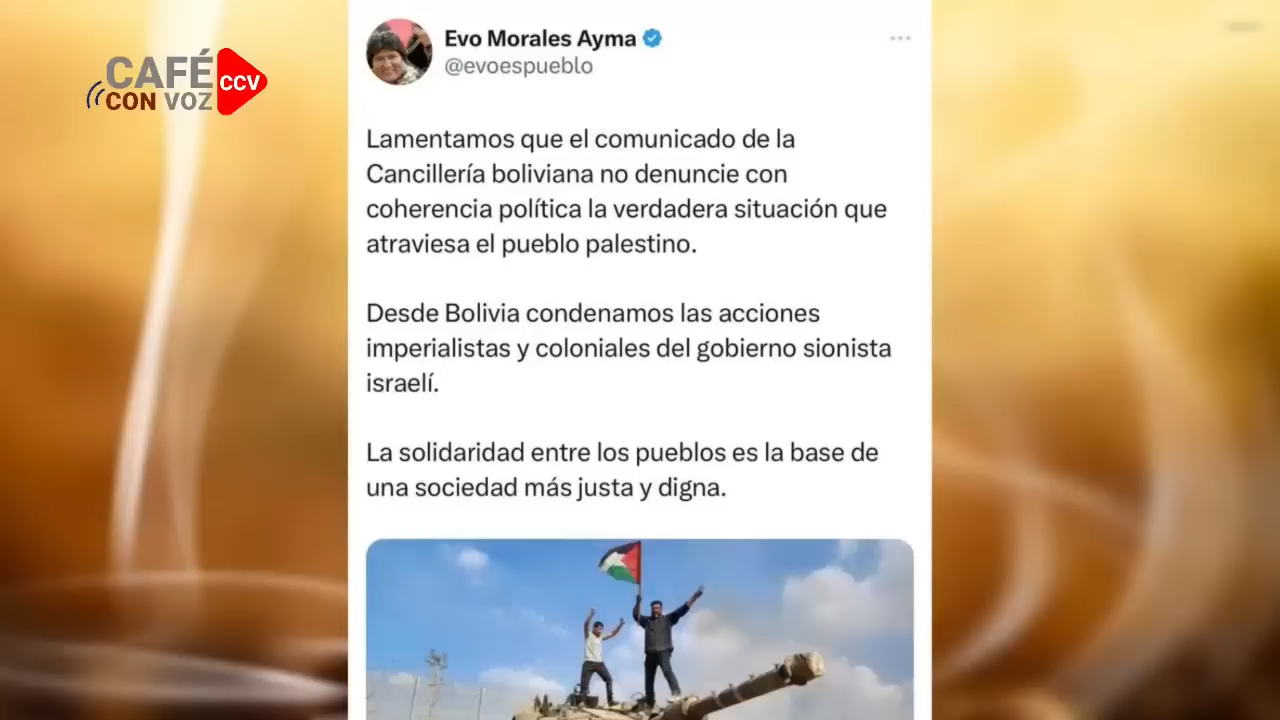 CAFÉ
CON VOZ
CCV
Evo Morales Ayma
@evoespueblo
Lamentamos que el comunicado de la
Cancillería boliviana no denuncie con
coherencia política la verdadera situación que
atraviesa el pueblo palestino.
Desde Bolivia condenamos las acciones
imperialistas y coloniales del gobierno sionista
israelí.
La solidaridad entre los pueblos es la base de
una sociedad más justa y digna.